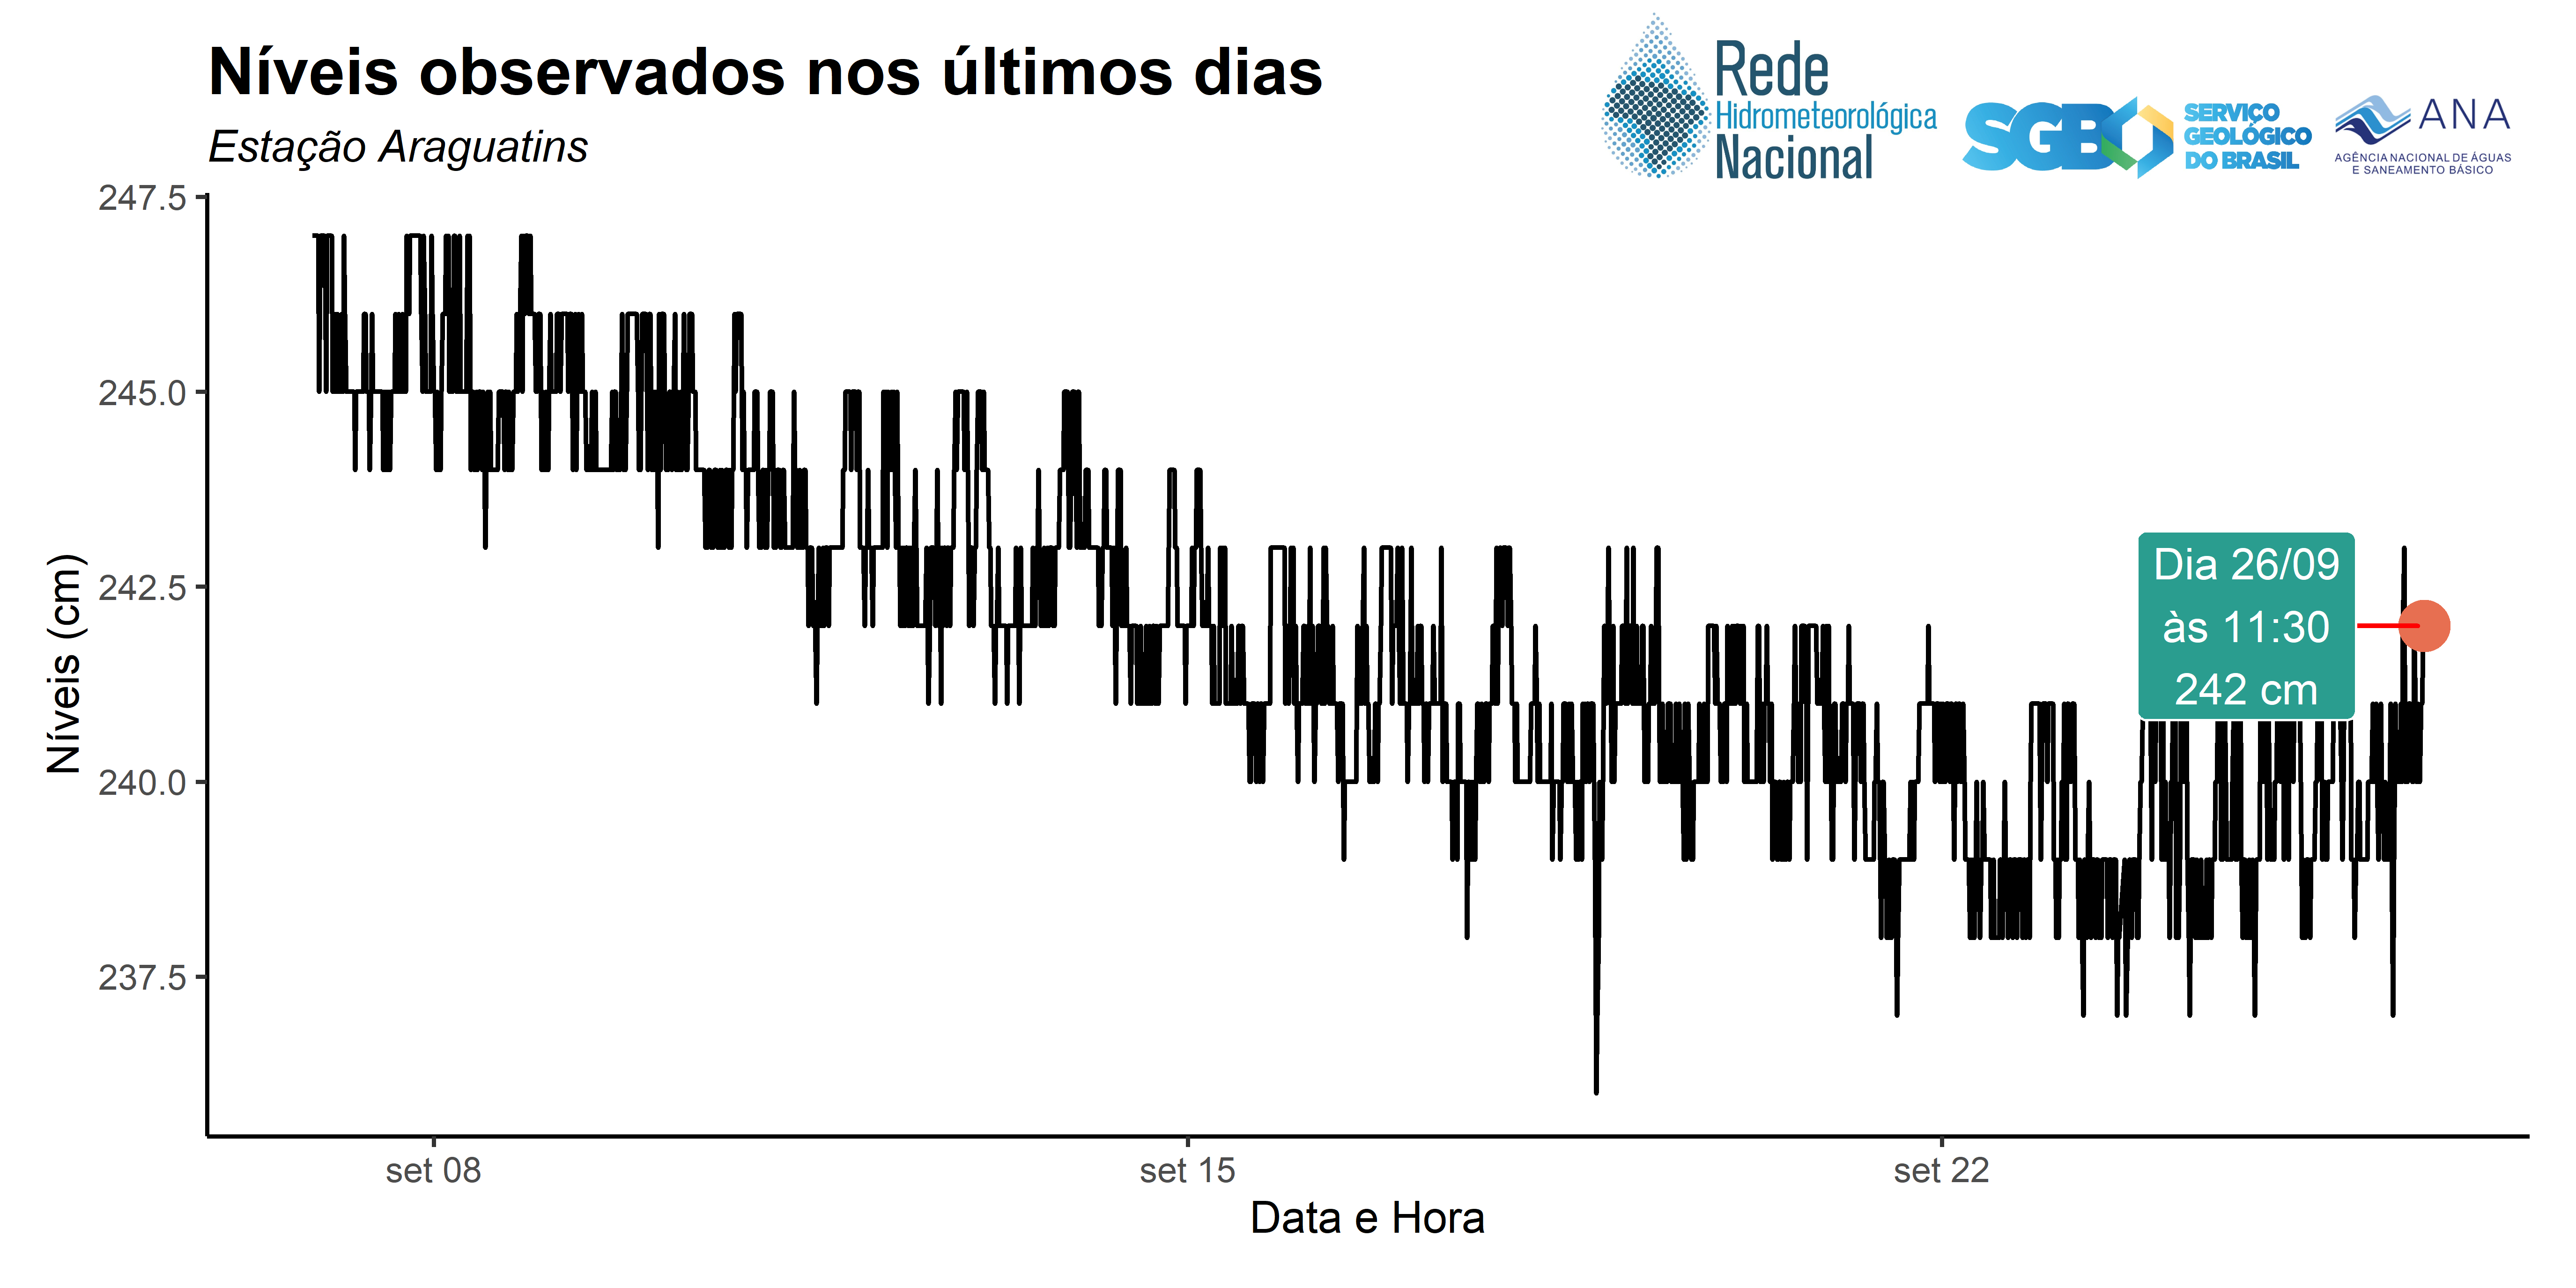 Níveis observados nos últimos dias
Estação Araguatins
Rede
Hidrometeorológica
Nacional
SGB
SERVIÇO
GEOLÓGICO
DO BRASIL
ANA
AGÊNCIA NACIONAL DE ÁGUAS
E SANEAMENTO BÁSICO
247.5
245.0
242.5
240.0
237.5
Níveis (cm)
Dia 26/09
às 11:30
242 cm
set 08
set 15
set 22
Data e Hora